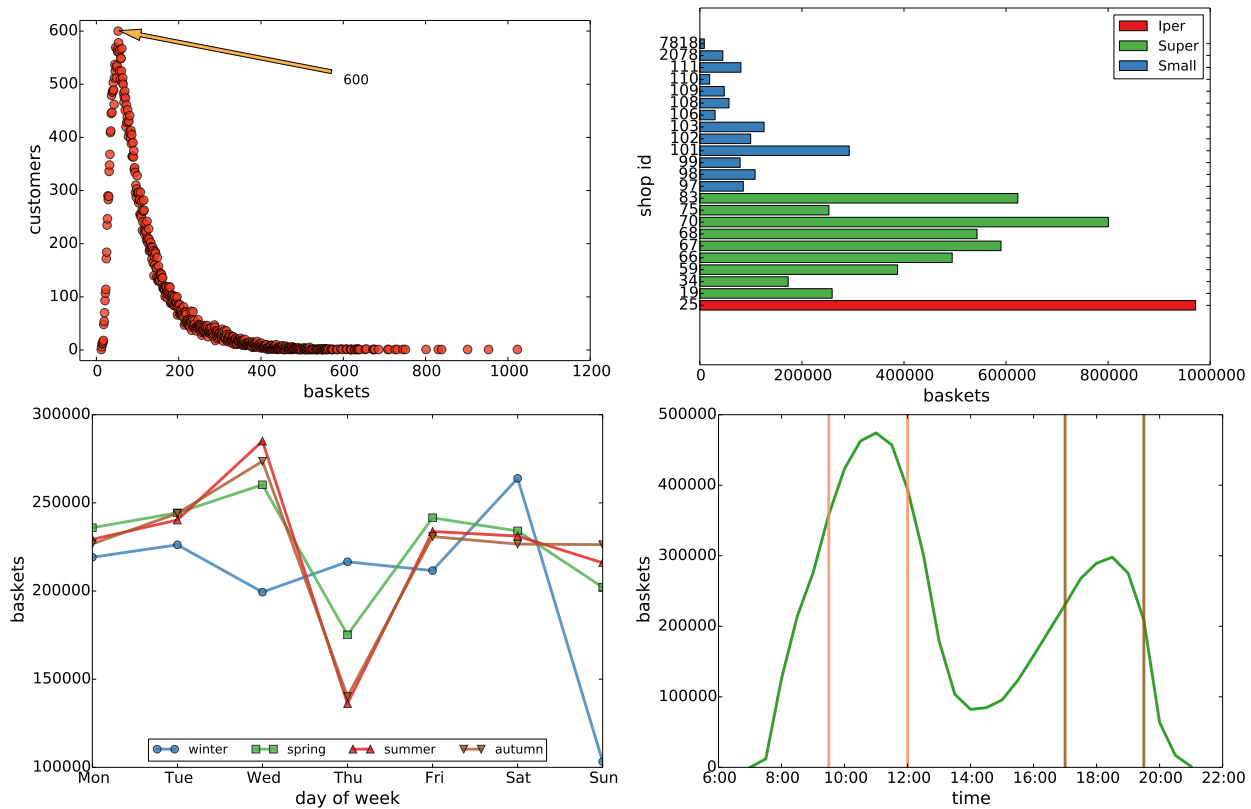 600
500
400
300
200
100
0
customers
600
0 200 400 600 800 1000 1200
baskets
Iper
Super
Small
7818
2078
111
110
109
108
106
103
102
101
99
98
97
83
75
70
68
67
66
59
34
19
25
shop id
0 200000 400000 600000 800000 1000000
baskets
300000
250000
200000
150000
100000
baskets
winter spring summer autumn
Mon Tue Wed Thu Fri Sat Sun
day of week
500000
400000
300000
200000
100000
0
baskets
6:00 8:00 10:00 12:00 14:00 16:00 18:00 20:00 22:00
time